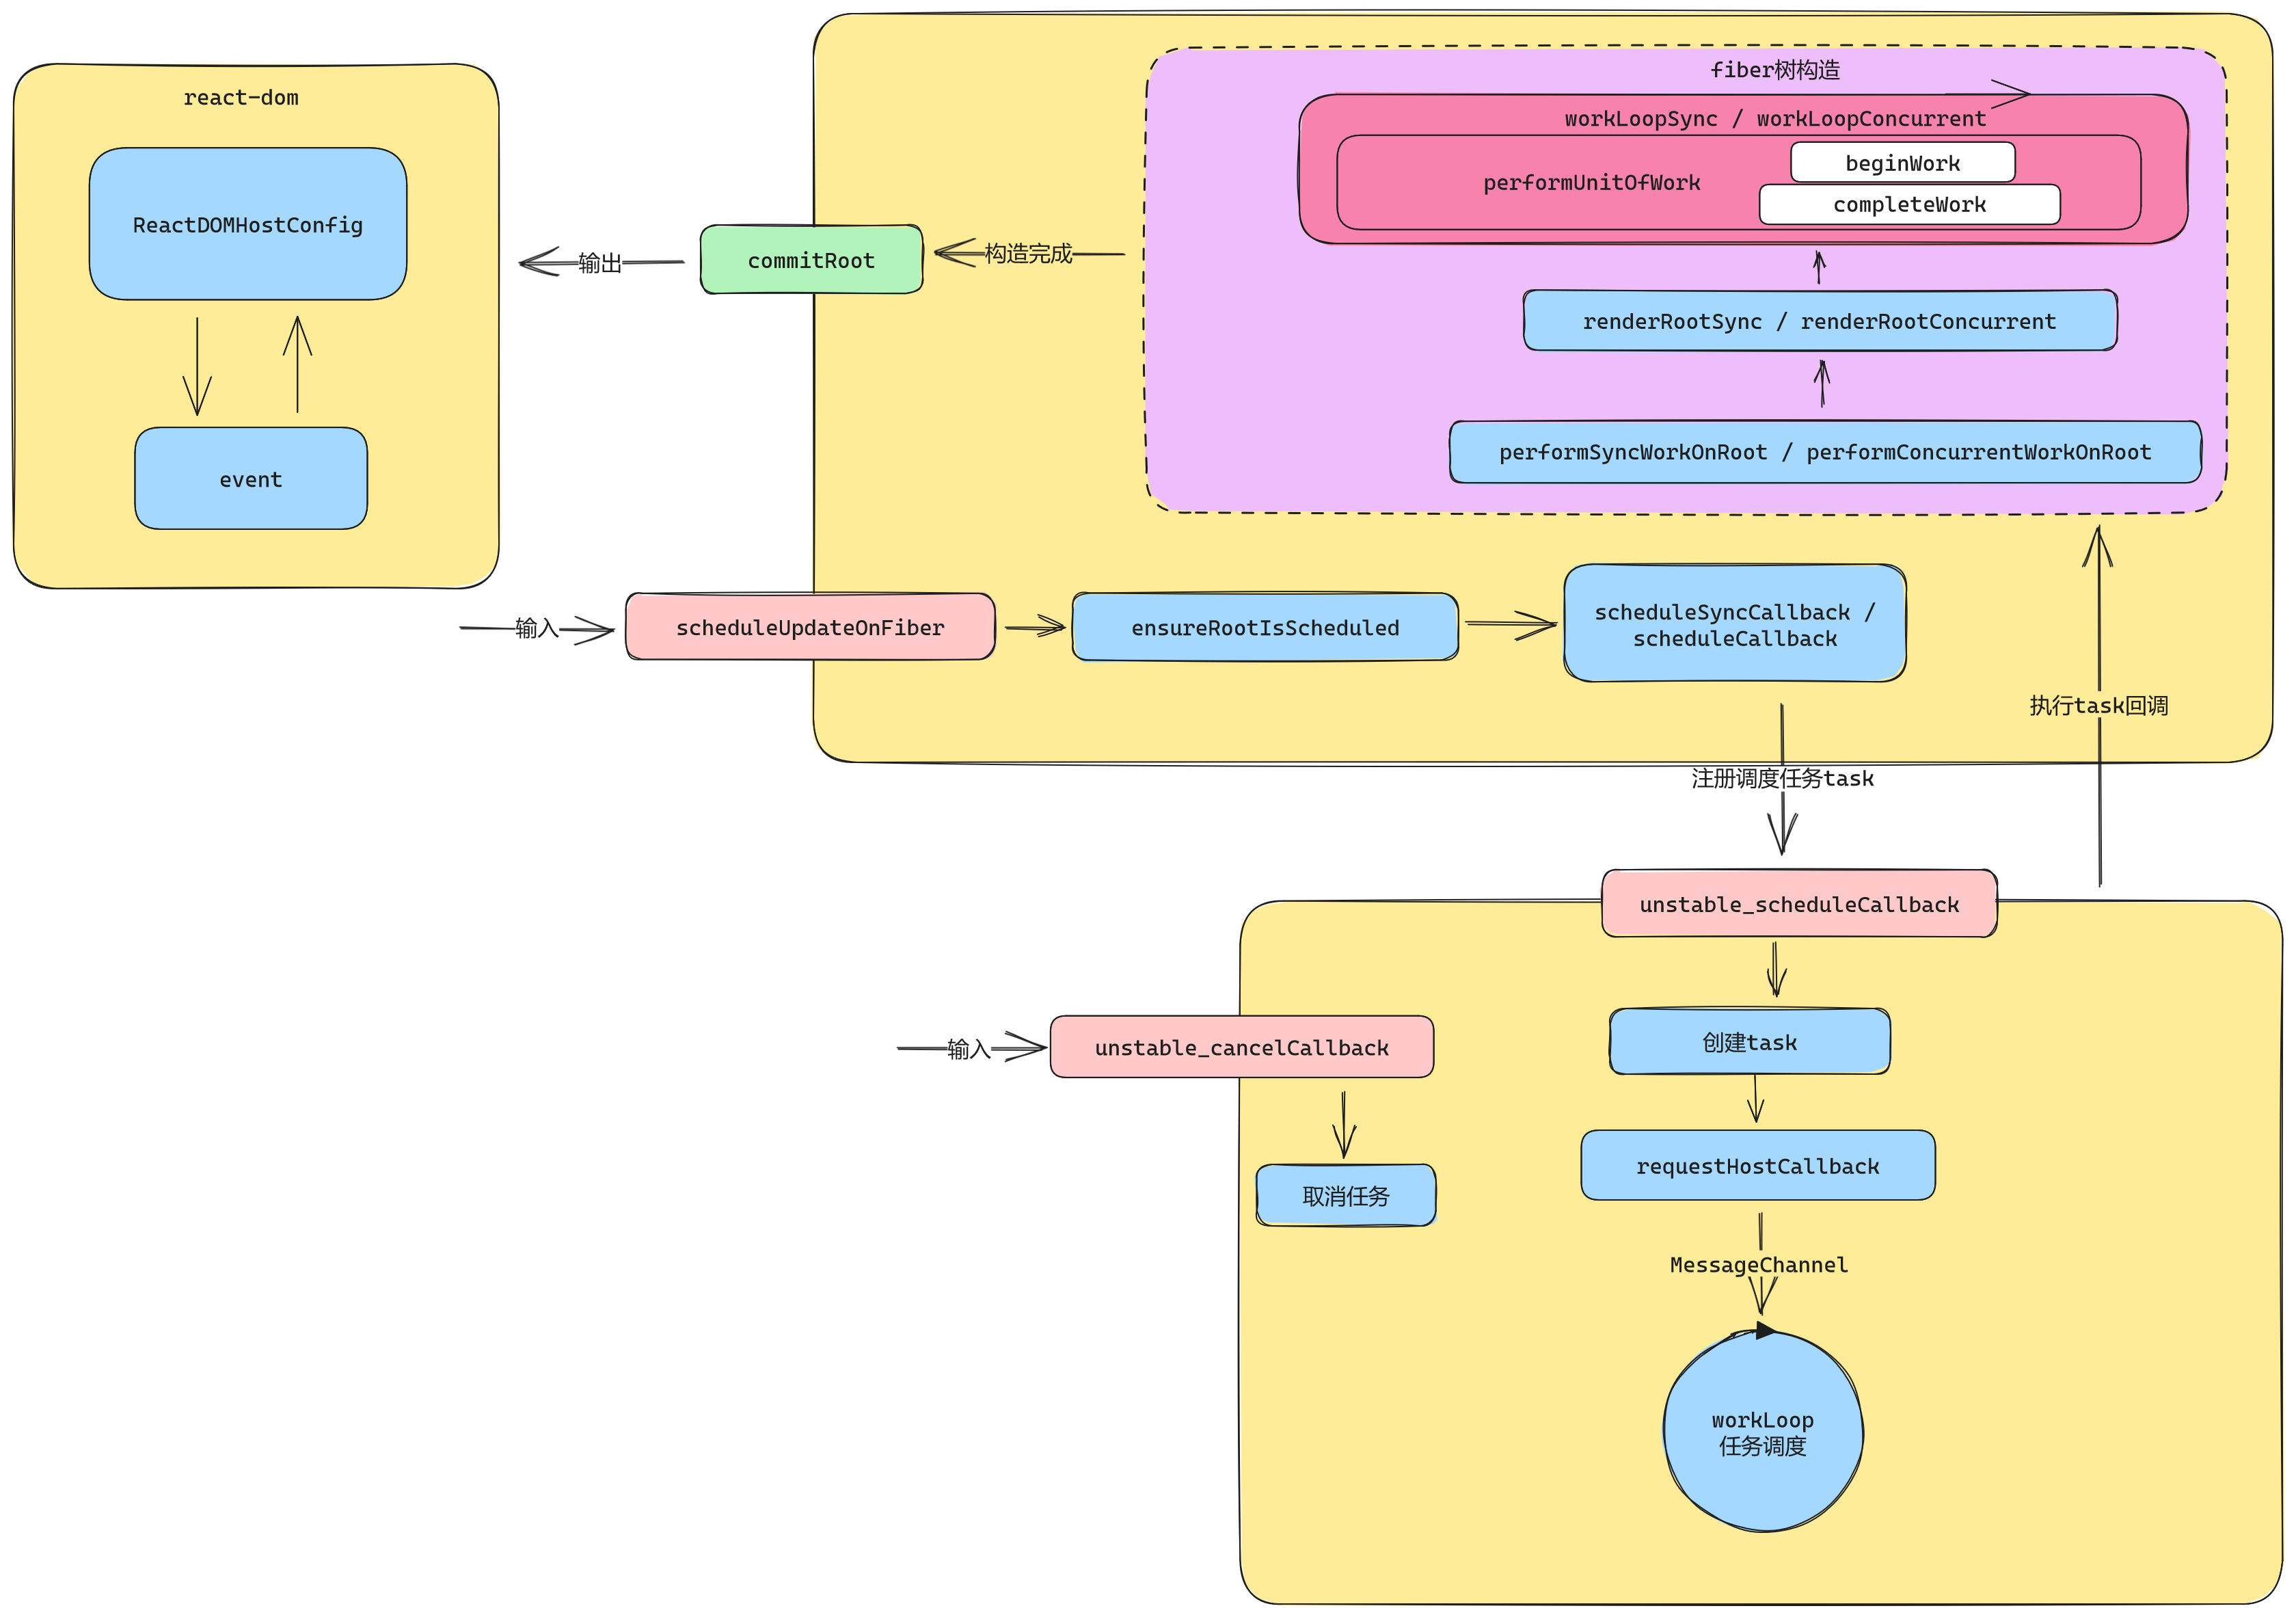 react-dom
ReactDOMHostConfig
event
输出
commitRoot
构造完成
fiber树构造
workLoopSync / workLoopConcurrent
performUnitOfWork
beginWork
completeWork
renderRootSync / renderRootConcurrent
performSyncWorkOnRoot / performConcurrentWorkOnRoot
输入
scheduleUpdateOnFiber
ensureRootIsScheduled
scheduleSyncCallback /
scheduleCallback
执行task回调
注册调度任务task
unstable_scheduleCallback
输入
unstable_cancelCallback
创建task
requestHostCallback
取消任务
MessageChannel
workLoop
任务调度